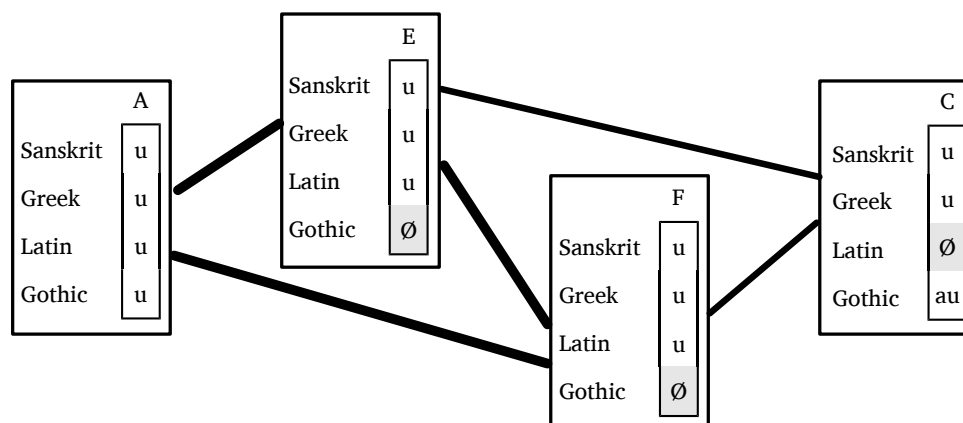 A
Sanskrit u
Greek u
Latin u
Gothic u
E
Sanskrit u
Greek u
Latin u
Gothic Ø
F
Sanskrit u
Greek u
Latin u
Gothic Ø
C
Sanskrit u
Greek u
Latin Ø
Gothic au